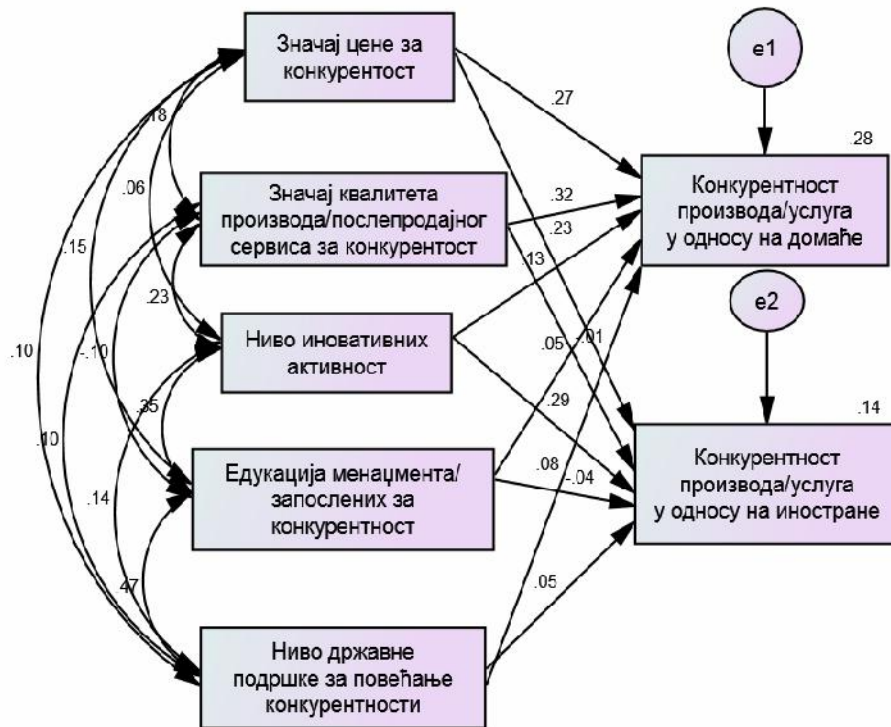 Значај цене за
конкурентост
e1
.27
.28
.18
Конкурентност
производа/услуга
у односу на домаће
.06
Значај квалитета
производа/послепродајног
сервиса за конкурентост
.32
.23
.15
.13
.23
e2
Ниво иновативних
активност
.10
-.10
.05
-.01
.29
.14
.35
.10
Едукација менаџмента/
запослених за
конкурентност
.08
-.04
Конкурентност
производа/услуга
у односу на иностране
.14
.47
.05
Ниво државне
подршке за повећање
конкурентности